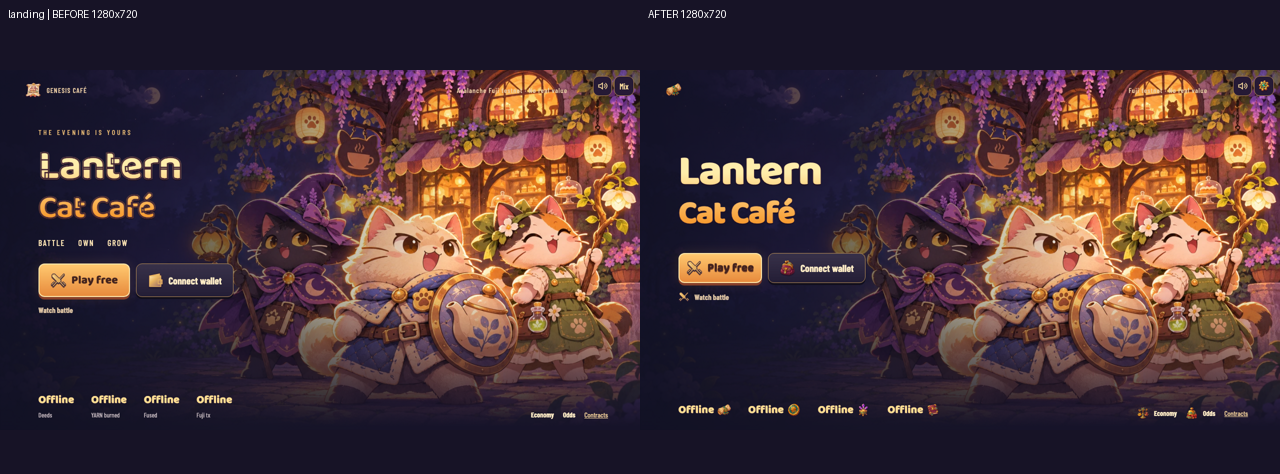 landing | BEFORE 1280x720
GENESIS CAFÉ
Mix
THE EVENING IS YOURS
Lantern
Cat Café
BATTLE OWN GROW
Play free
Connect wallet
Watch battle
Offline Offline Offline Offline
Deeds YARN burned Fused Fuji tx
Economy Odds Contracts
AFTER 1280x720
Lantern
Cat Café
Play free
Connect wallet
Watch battle
Offline Offline Offline Offline
Economy Odds Contracts